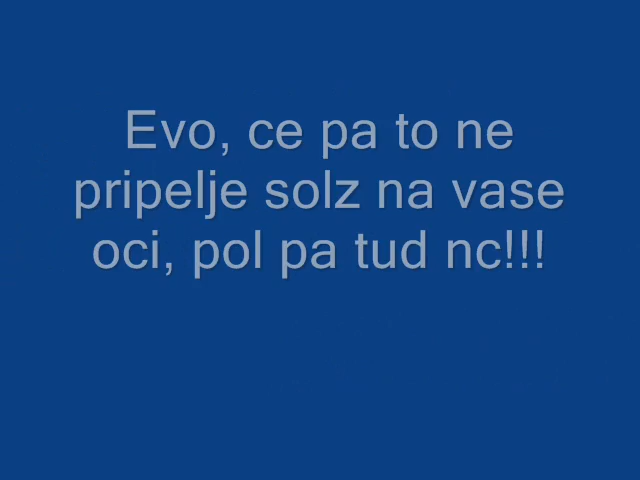 Evo, ce pa to ne
pripelje solz na vase
oci, pol pa tud nc!!!